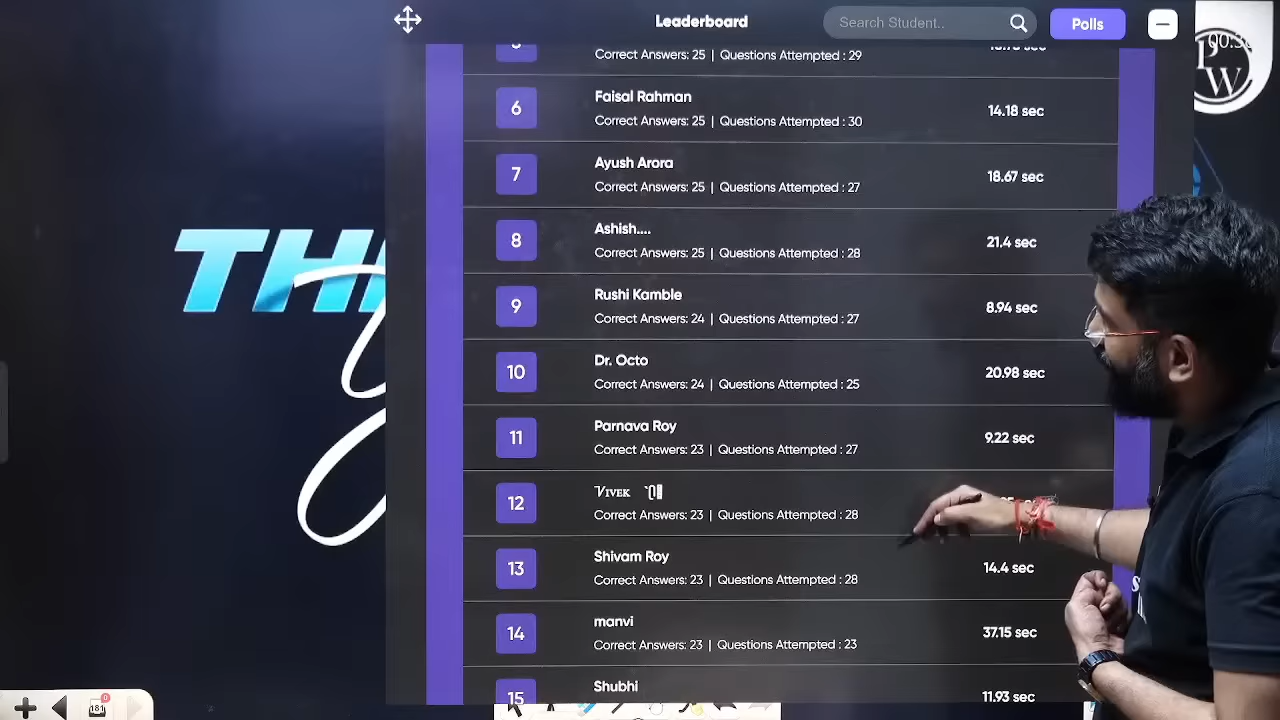 Leaderboard
Search Student..
Polls
00:3
PW
Correct Answers: 25 | Questions Attempted : 29
6
Faisal Rahman
Correct Answers: 25 | Questions Attempted : 30
14.18 sec
7
Ayush Arora
Correct Answers: 25 | Questions Attempted : 27
18.67 sec
8
Ashish....
Correct Answers: 25 | Questions Attempted : 28
21.4 sec
9
Rushi Kamble
Correct Answers: 24 | Questions Attempted : 27
8.94 sec
10
Dr. Octo
Correct Answers: 24 | Questions Attempted : 25
20.98 sec
11
Parnava Roy
Correct Answers: 23 | Questions Attempted : 27
9.22 sec
12
Vivek
Correct Answers: 23 | Questions Attempted : 28
13
Shivam Roy
Correct Answers: 23 | Questions Attempted : 28
14.4 sec
14
manvi
Correct Answers: 23 | Questions Attempted : 23
37.15 sec
15
Shubhi
11.93 sec
TH
y
0
181